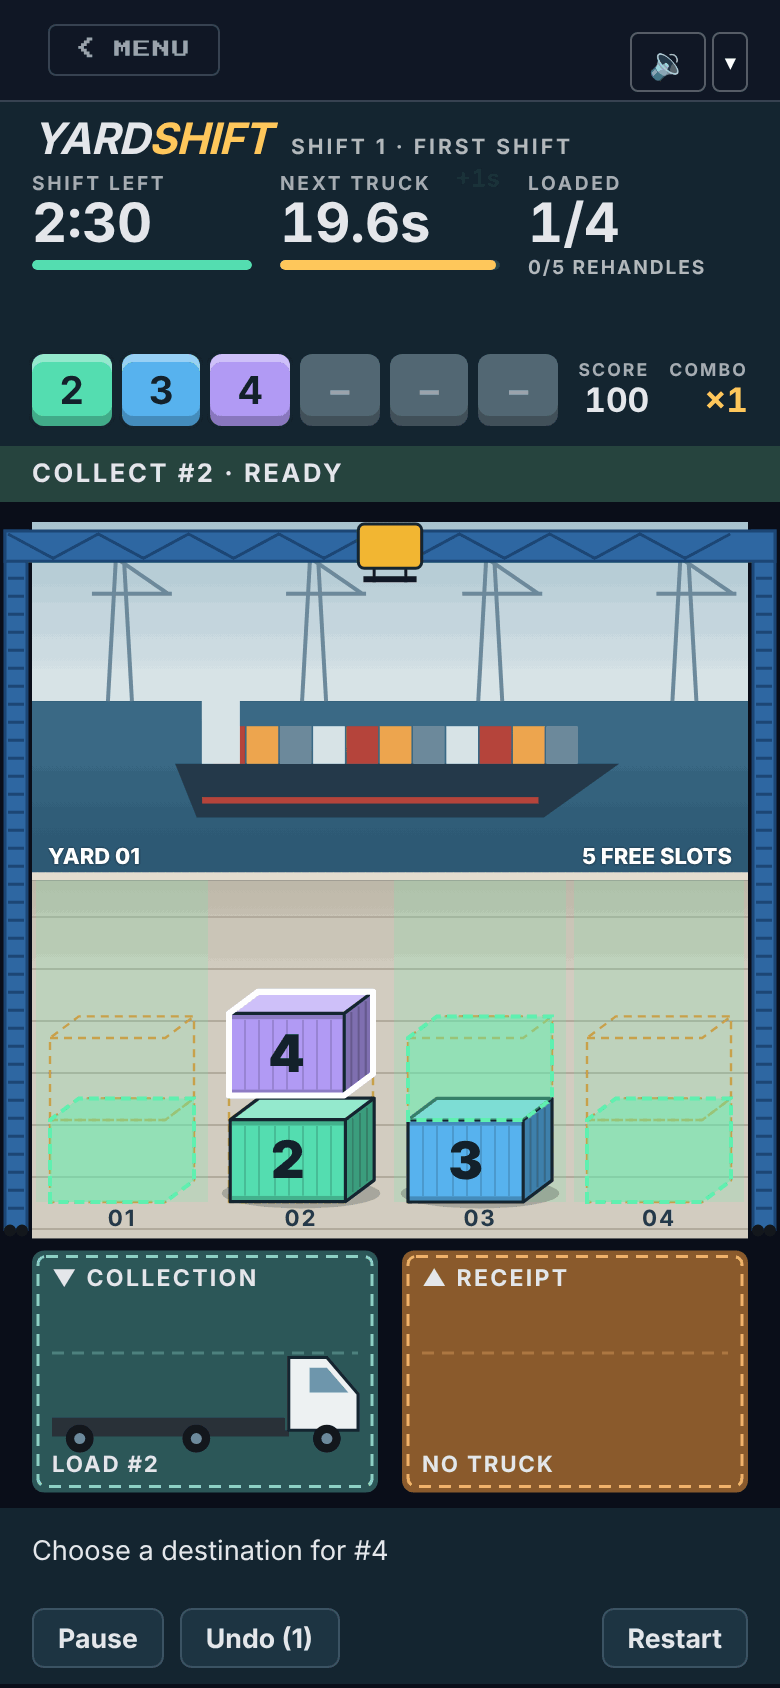 MENU
YARDSHIFT SHIFT 1 · FIRST SHIFT
SHIFT LEFT NEXT TRUCK +1s LOADED
2:30 19.6s 1/4
0/5 REHANDLES
2 3 4 – – –
SCORE COMBO
100 ×1
COLLECT #2 · READY
YARD 01 5 FREE SLOTS
4
2 3
01 02 03 04
▼ COLLECTION ▲ RECEIPT
LOAD #2 NO TRUCK
Choose a destination for #4
Pause Undo (1) Restart